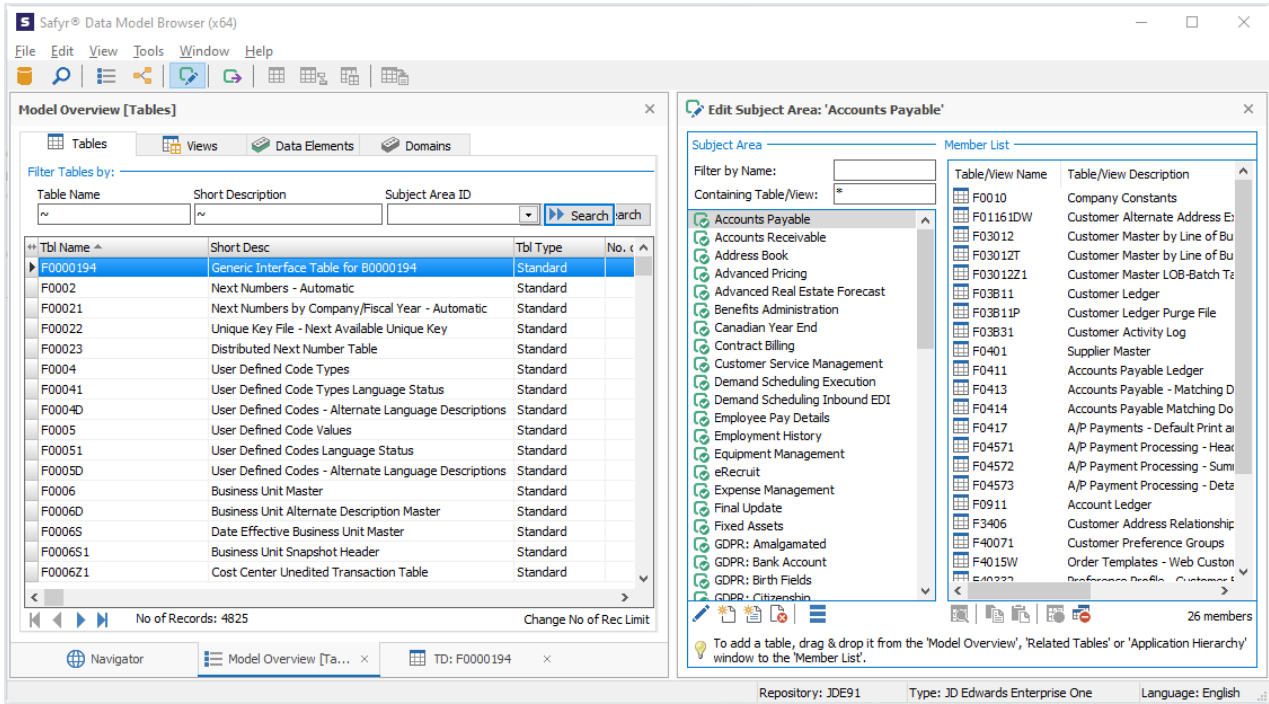 S Safyr® Data Model Browser (x64)
File Edit View Tools Window Help
Model Overview [Tables]
Tables Views Data Elements Domains
Filter Tables by:
Table Name Short Description Subject Area ID
~ ~ Search arch
Tbl Name Short Desc Tbl Type No. c
F0000194 Generic Interface Table for B0000194 Standard
F0002 Next Numbers - Automatic Standard
F00021 Next Numbers by Company/Fiscal Year - Automatic Standard
F00022 Unique Key File - Next Available Unique Key Standard
F00023 Distributed Next Number Table Standard
F0004 User Defined Code Types Standard
F00041 User Defined Code Types Language Status Standard
F0004D User Defined Codes - Alternate Language Descriptions Standard
F0005 User Defined Code Values Standard
F00051 User Defined Codes Language Status Standard
F0005D User Defined Codes - Alternate Language Descriptions Standard
F0006 Business Unit Master Standard
F0006D Business Unit Alternate Description Master Standard
F0006S Date Effective Business Unit Master Standard
F0006S1 Business Unit Snapshot Header Standard
F0006Z1 Cost Center Unedited Transaction Table Standard
No of Records: 4825 Change No of Rec Limit
Navigator Model Overview [Ta... × TD: F0000194 ×
Edit Subject Area: 'Accounts Payable'
Subject Area
Filter by Name:
Containing Table/View: *
Accounts Payable
Accounts Receivable
Address Book
Advanced Pricing
Advanced Real Estate Forecast
Benefits Administration
Canadian Year End
Contract Billing
Customer Service Management
Demand Scheduling Execution
Demand Scheduling Inbound EDI
Employee Pay Details
Employment History
Equipment Management
eRecruit
Expense Management
Final Update
Fixed Assets
GDPR: Amalgamated
GDPR: Bank Account
GDPR: Birth Fields
GDPR: Citizenship
Member List
Table/View Name Table/View Description
F0010 Company Constants
F01161DW Customer Alternate Address E
F03012 Customer Master by Line of Bu
F03012T Customer Master by Line of Bu
F03012Z1 Customer Master LOB-Batch Ta
F03B11 Customer Ledger
F03B11P Customer Ledger Purge File
F03B31 Customer Activity Log
F0401 Supplier Master
F0411 Accounts Payable Ledger
F0413 Accounts Payable - Matching D
F0414 Accounts Payable Matching Do
F0417 A/P Payments - Default Print a
F04571 A/P Payment Processing - Head
F04572 A/P Payment Processing - Sum
F04573 A/P Payment Processing - Deta
F0911 Account Ledger
F3406 Customer Address Relationship
F40071 Customer Preference Groups
F4015W Order Templates - Web Custom
F40332 Preference Profile - Customer
26 members
To add a table, drag & drop it from the 'Model Overview', 'Related Tables' or 'Application Hierarchy'
window to the 'Member List'.
Repository: JDE91 Type: JD Edwards Enterprise One Language: English